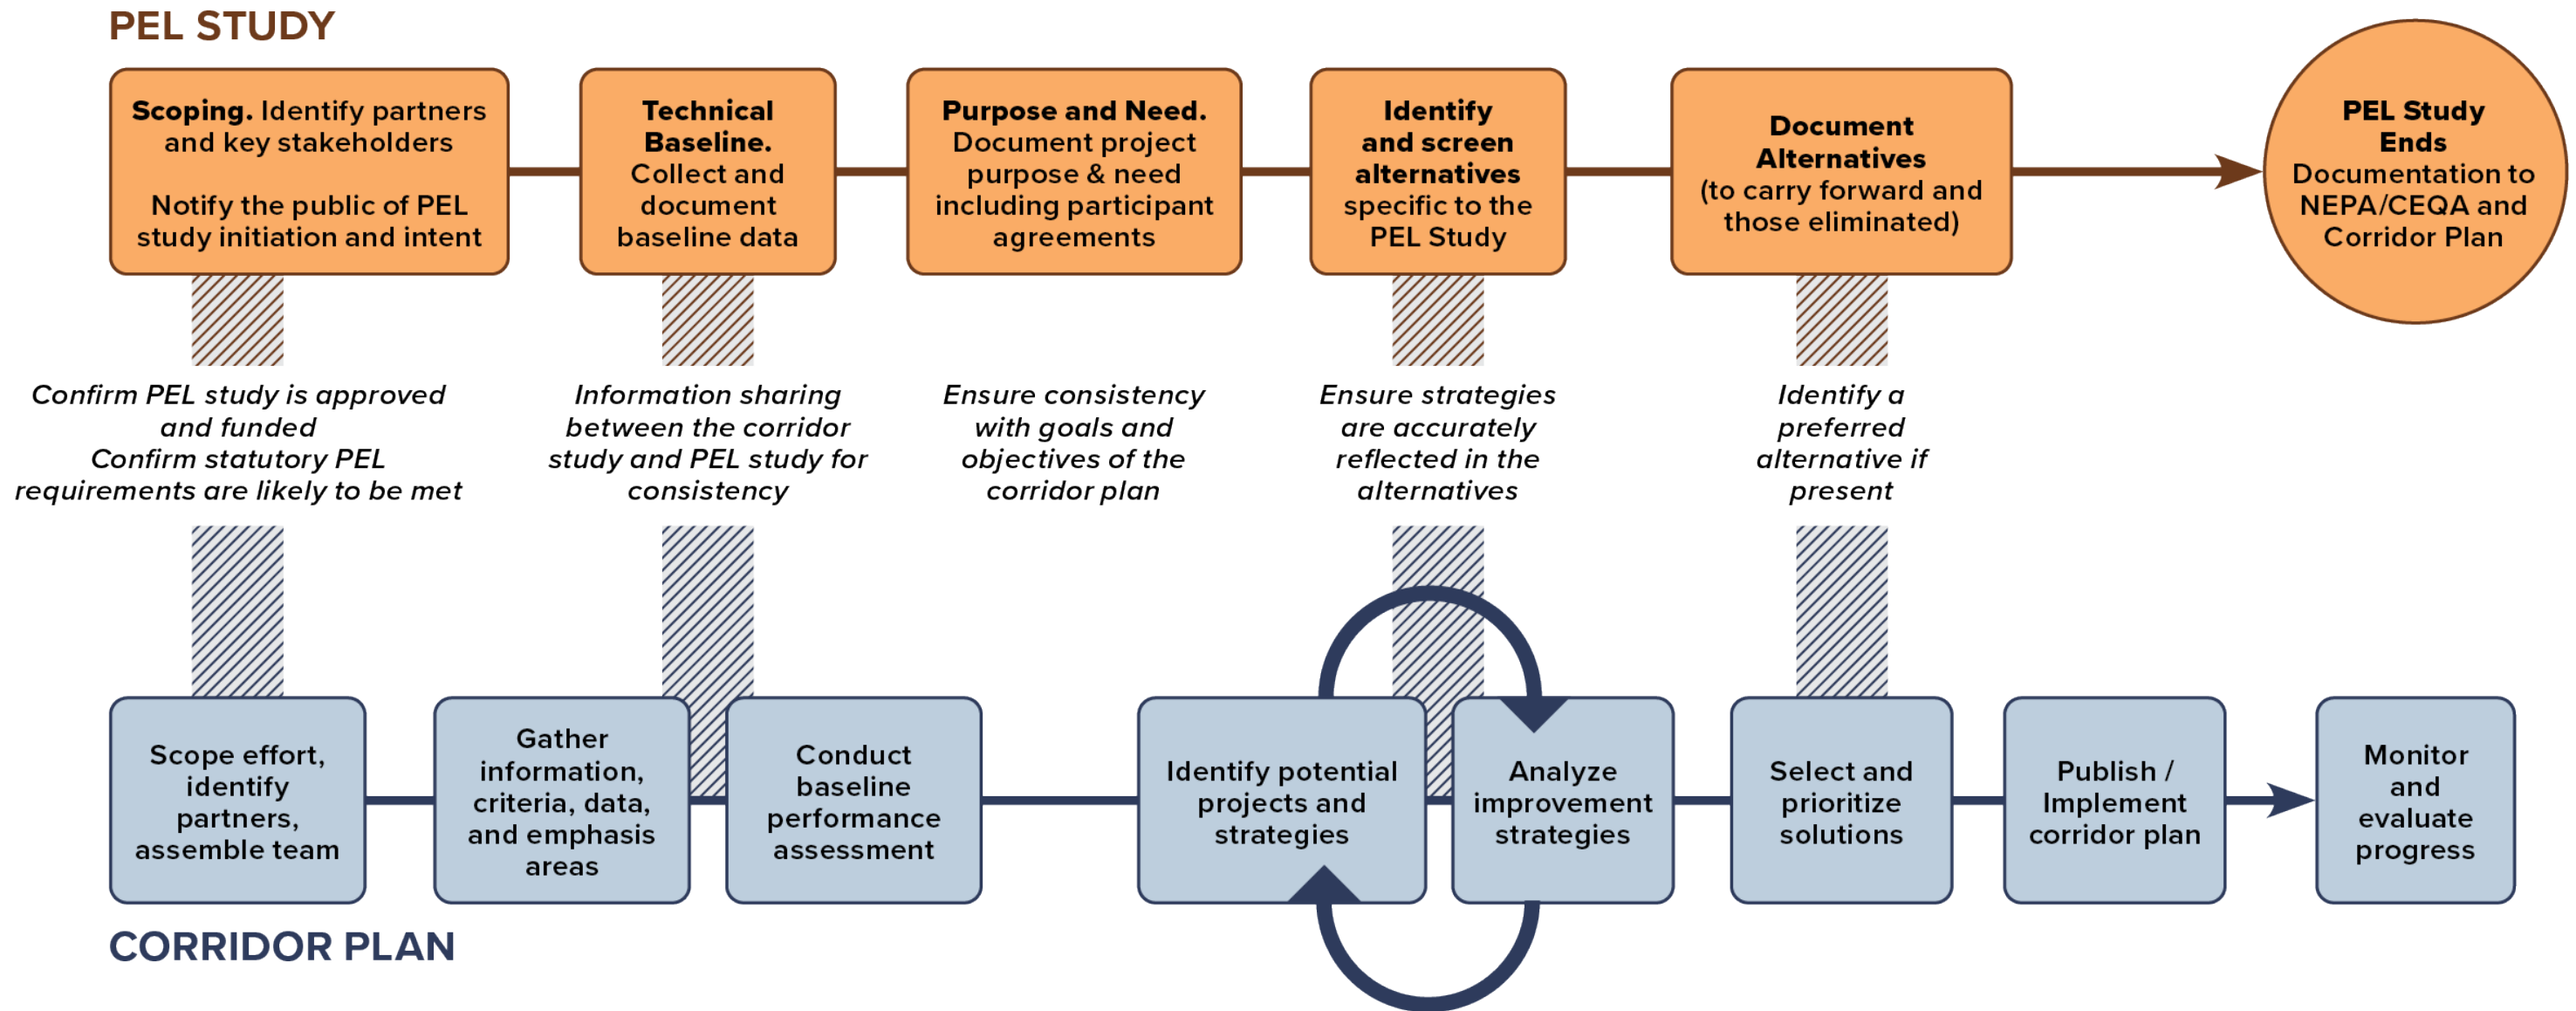 PEL STUDY
Scoping. Identify partners
and key stakeholders
Notify the public of PEL
study initiation and intent
Technical
Baseline.
Collect and
document
baseline data
Purpose and Need.
Document project
purpose & need
including participant
agreements
Identify
and screen
alternatives
specific to the
PEL Study
Document
Alternatives
(to carry forward and
those eliminated)
PEL Study
Ends
Documentation to
NEPA/CEQA and
Corridor Plan
Confirm PEL study is approved
and funded
Confirm statutory PEL
requirements are likely to be met
Information sharing
between the corridor
study and PEL study for
consistency
Ensure consistency
with goals and
objectives of the
corridor plan
Ensure strategies
are accurately
reflected in the
alternatives
Identify a
preferred
alternative if
present
Scope effort,
identify
partners,
assemble team
Gather
information,
criteria, data,
and emphasis
areas
Conduct
baseline
performance
assessment
Identify potential
projects and
strategies
Analyze
improvement
strategies
Select and
prioritize
solutions
Publish /
Implement
corridor plan
Monitor
and
evaluate
progress
CORRIDOR PLAN